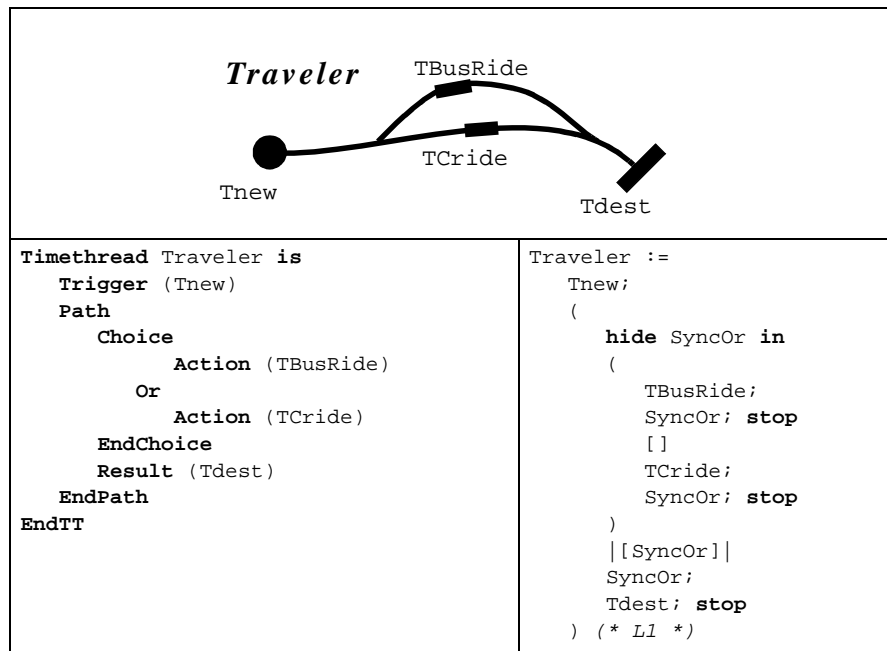 Traveler
TBusRide
TCride
Tnew
Tdest
Timethread Traveler is
Trigger (Tnew)
Path
Choice
Action (TBusRide)
Or
Action (TCride)
EndChoice
Result (Tdest)
EndPath
EndTT
Traveler :=
Tnew;
(
hide SyncOr in
(
TBusRide;
SyncOr; stop
[]
TCride;
SyncOr; stop
)
|[SyncOr]|
SyncOr;
Tdest; stop
) (* L1 *)